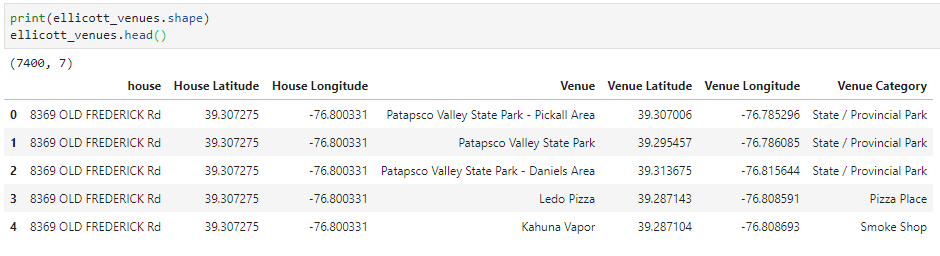 print(ellicott_venues.shape)
ellicott_venues.head()
(7400, 7)
house House Latitude House Longitude Venue Venue Latitude Venue Longitude Venue Category
0 8369 OLD FREDERICK Rd 39.307275 -76.800331 Patapsco Valley State Park - Pickall Area 39.307006 -76.785296 State / Provincial Park
1 8369 OLD FREDERICK Rd 39.307275 -76.800331 Patapsco Valley State Park 39.295457 -76.786085 State / Provincial Park
2 8369 OLD FREDERICK Rd 39.307275 -76.800331 Patapsco Valley State Park - Daniels Area 39.313675 -76.815644 State / Provincial Park
3 8369 OLD FREDERICK Rd 39.307275 -76.800331 Ledo Pizza 39.287143 -76.808591 Pizza Place
4 8369 OLD FREDERICK Rd 39.307275 -76.800331 Kahuna Vapor 39.287104 -76.808693 Smoke Shop